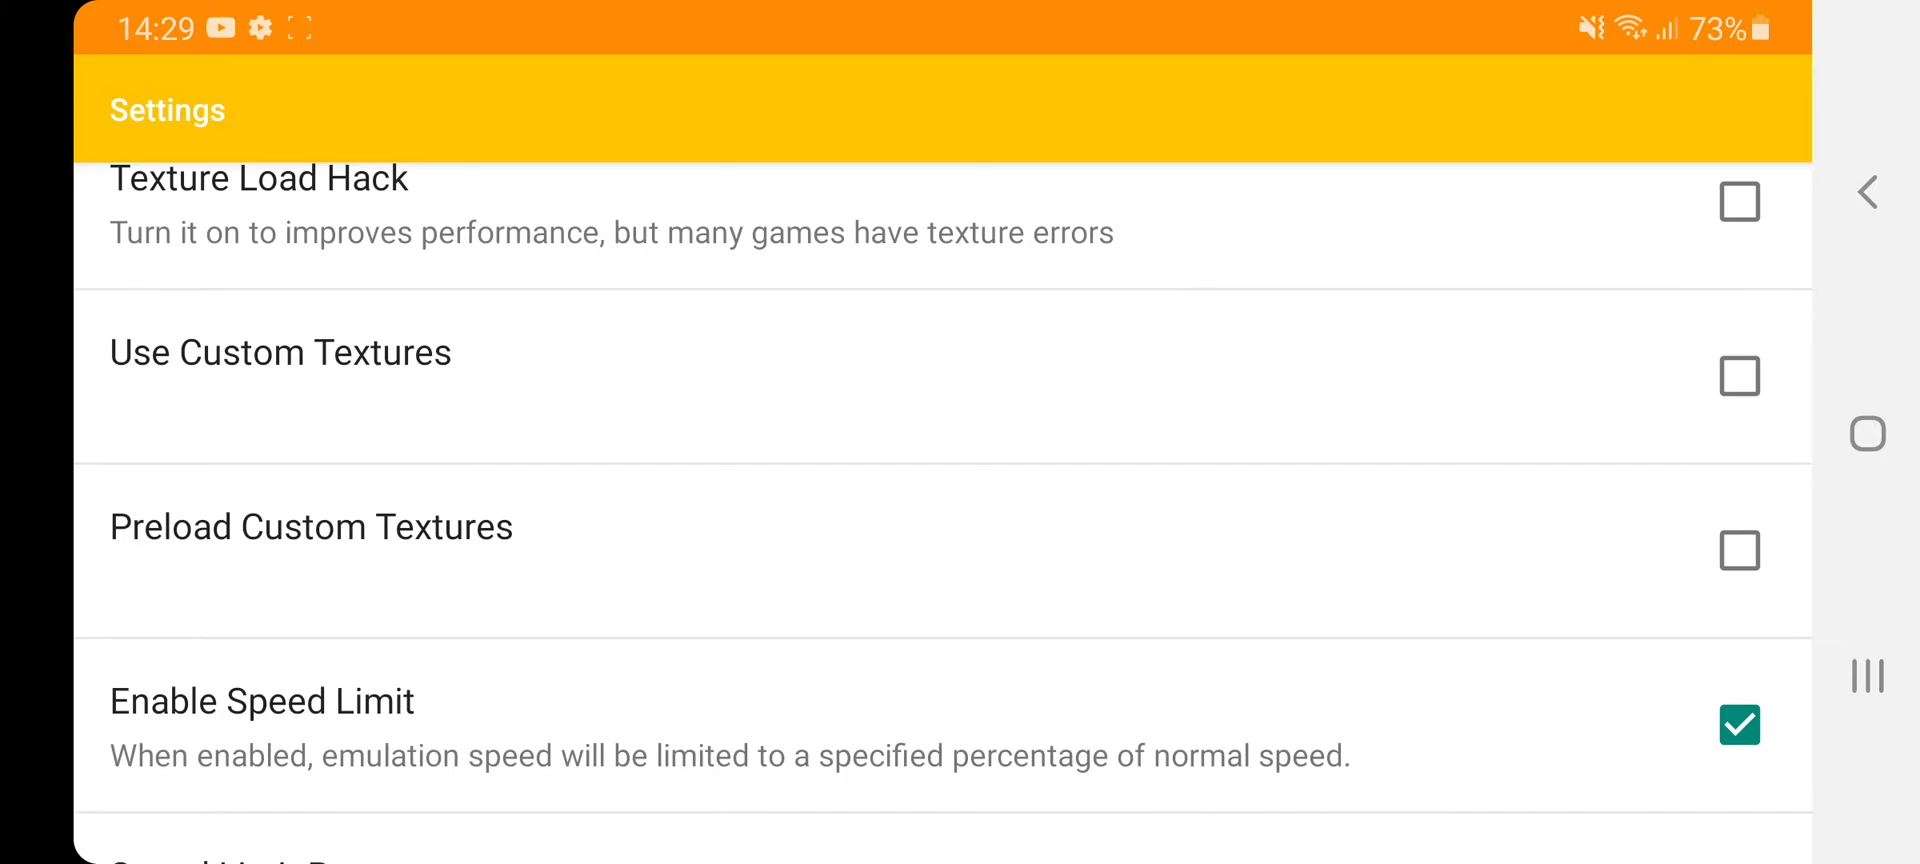 14:29
73%
Settings
Texture Load Hack
Turn it on to improves performance, but many games have texture errors
Use Custom Textures
Preload Custom Textures
Enable Speed Limit
When enabled, emulation speed will be limited to a specified percentage of normal speed.